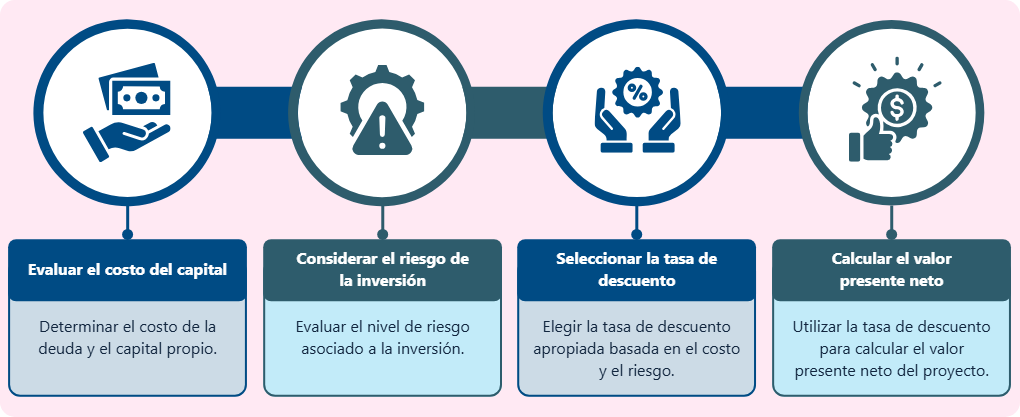 Evaluar el costo del capital
Determinar el costo de la
deuda y el capital propio.
Considerar el riesgo de
la inversión
Evaluar el nivel de riesgo
asociado a la inversión.
%
Seleccionar la tasa de
descuento
Elegir la tasa de descuento
apropiada basada en el costo
y el riesgo.
$
Calcular el valor
presente neto
Utilizar la tasa de descuento
para calcular el valor
presente neto del proyecto.